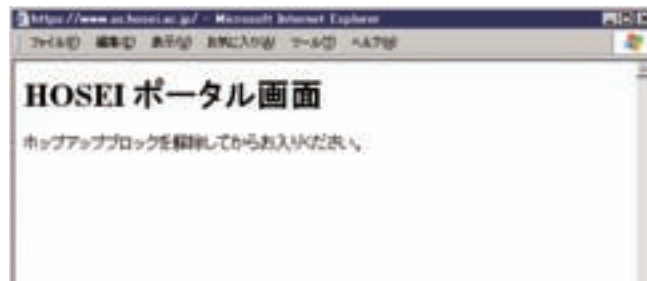 https://www.as.hosei.ac.jp/ - Microsoft Internet Explorer
ファイル(F) 編集(E) 表示(V) お気に入り(A) ツール(T) ヘルプ(H)
HOSEI ポータル画面
ホップアップブロックを解除してからお入りください。